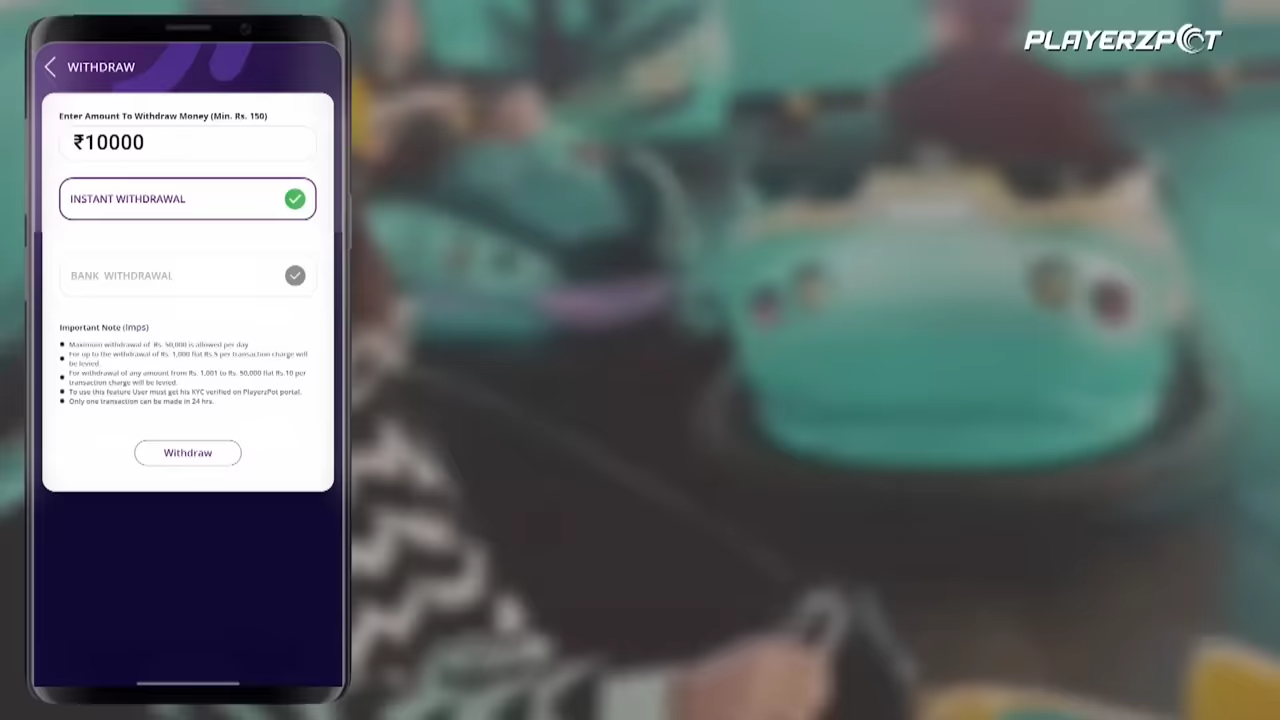 PLAYERZPOT
WITHDRAW
Enter Amount To Withdraw Money (Min. Rs. 150)
₹10000
INSTANT WITHDRAWAL
BANK WITHDRAWAL
Important Note (Imps)
Maximum withdrawal of Rs. 50,000 is allowed per day
For up to the withdrawal of Rs. 1,000 flat Rs.5 per transaction charge will
be levied.
For withdrawal of any amount from Rs. 1,001 to Rs. 50,000 flat Rs.10 per
transaction charge will be levied.
To use this feature User must get his KYC verified on PlayerzPot portal.
Only one transaction can be made in 24 hrs.
Withdraw